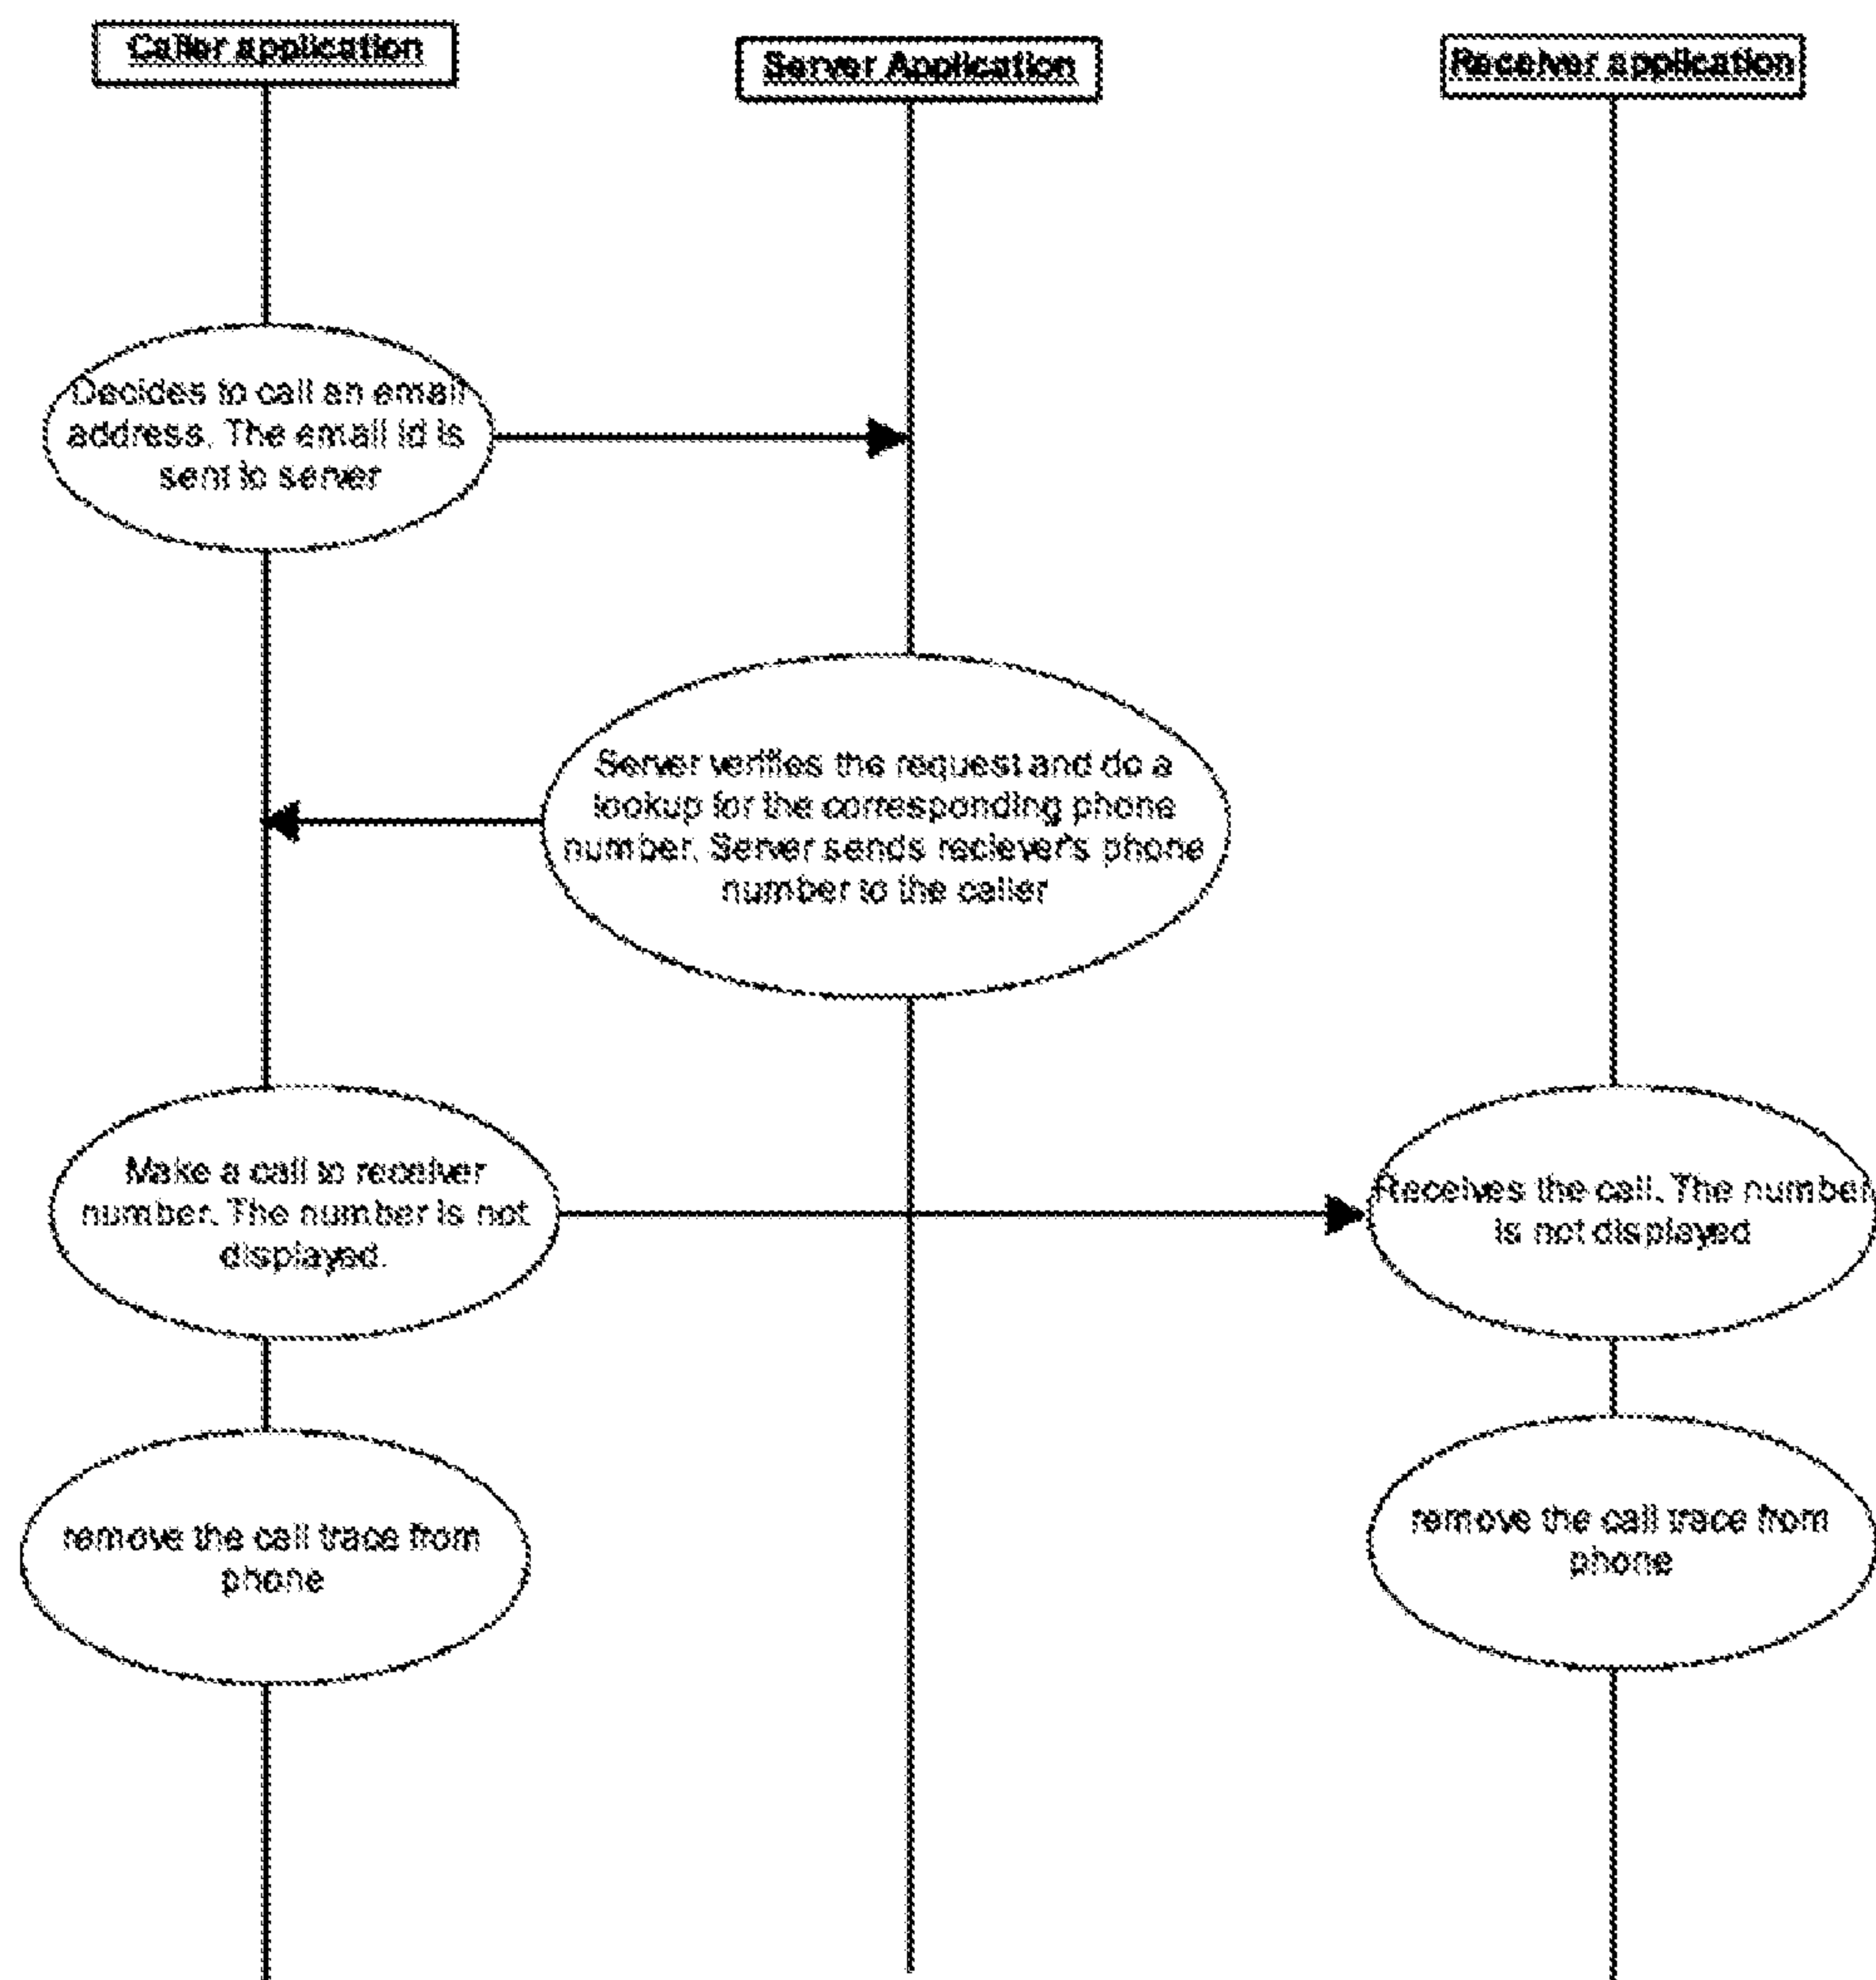 Caller application
Server Application
Receiver application
Decides to call an email
address. The email id is
sent to server
Server verifies the request and do a
lookup for the corresponding phone
number. Server sends reciever's phone
number to the caller
Make a call to receiver
number. The number is not
displayed.
Receives the call. The number
is not displayed
remove the call trace from
phone
remove the call trace from
phone